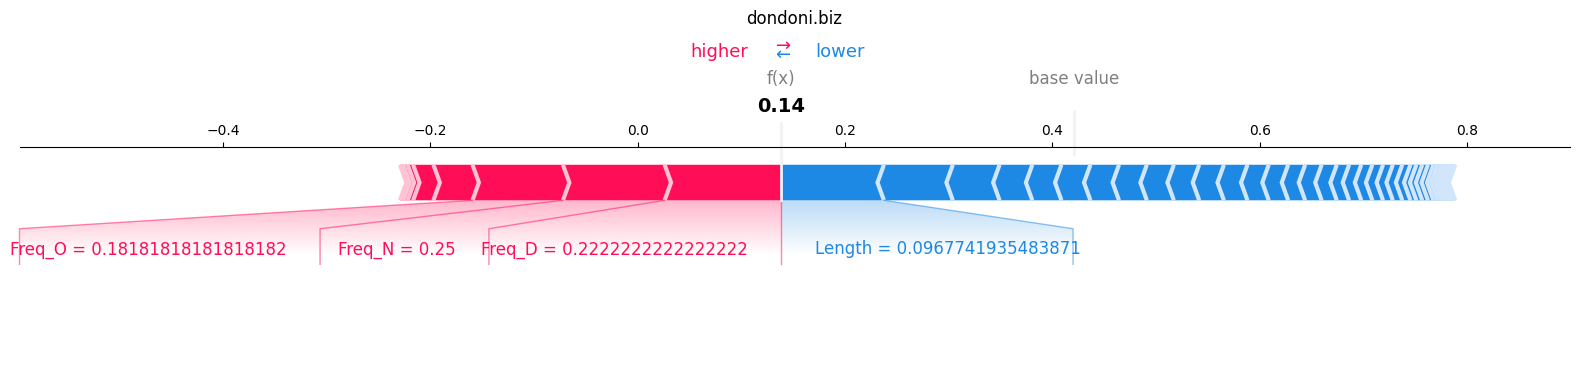 dondoni.biz
higher ⇄ lower
f(x) base value
0.14
−0.4 −0.2 0.0 0.2 0.4 0.6 0.8
Freq_O = 0.18181818181818182 Freq_N = 0.25 Freq_D = 0.2222222222222222 Length = 0.0967741935483871